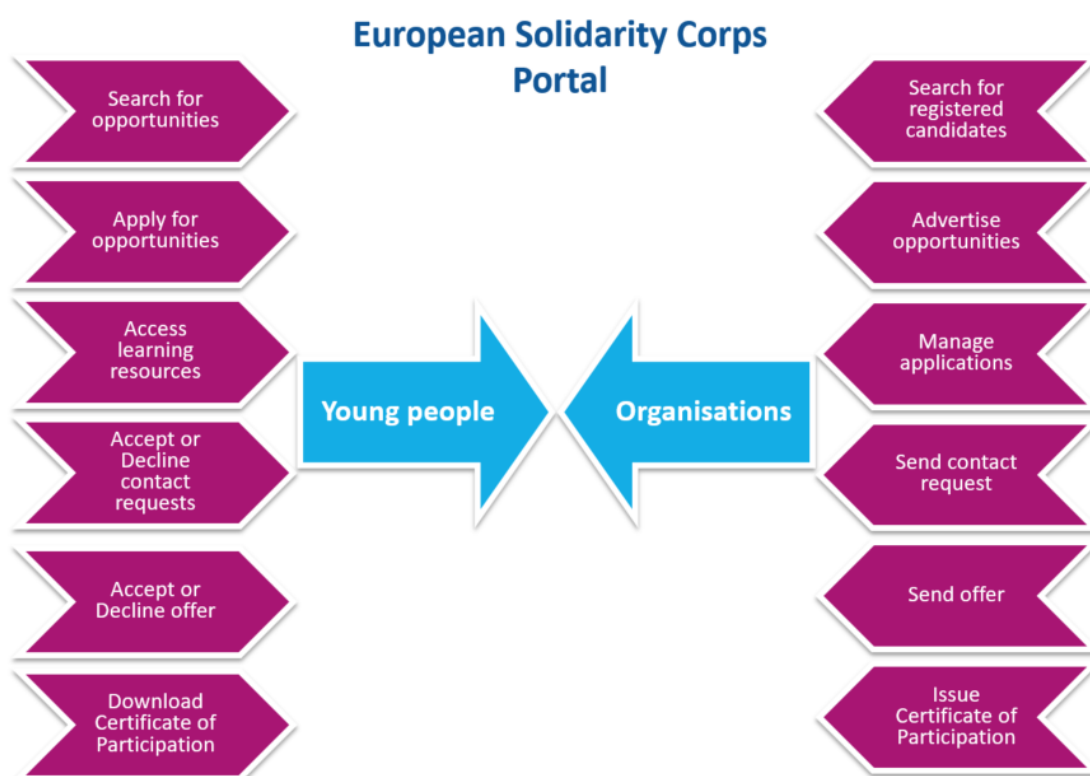 European Solidarity Corps
Portal
Search for
opportunities
Apply for
opportunities
Access
learning
resources
Accept or
Decline
contact
requests
Accept or
Decline offer
Download
Certificate of
Participation
Young people
Organisations
Search for
registered
candidates
Advertise
opportunities
Manage
applications
Send contact
request
Send offer
Issue
Certificate of
Participation